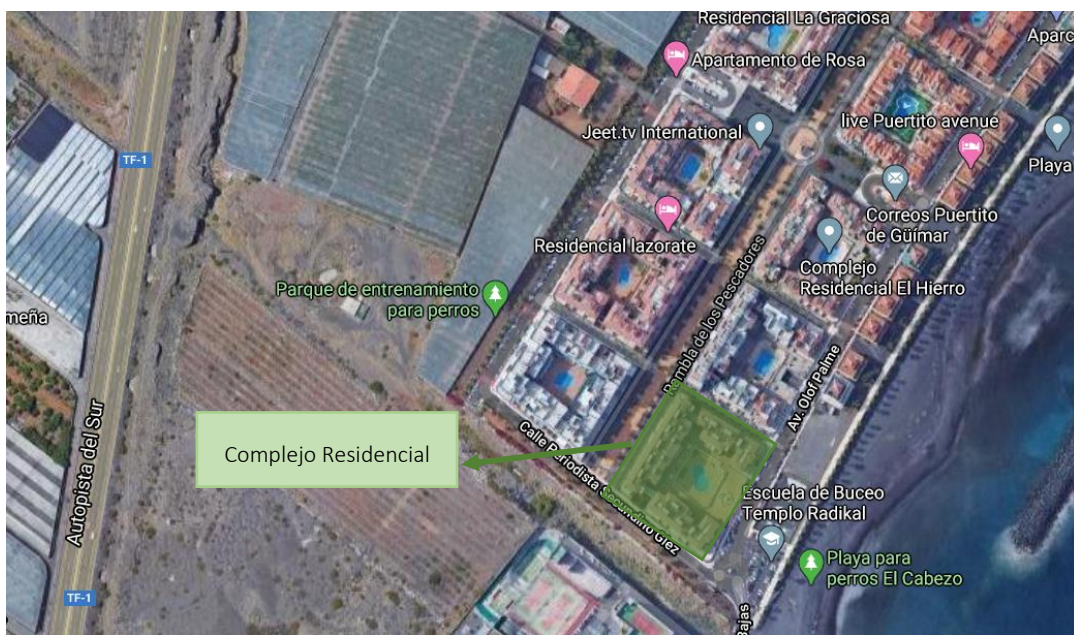 Residencial La Graciosa
Aparc
Apartamento de Rosa
TF-1
Jeet.tv International
live Puertito avenue
Playa
Correos Puertito
de Güímar
Residencial lazorate
Complejo
Residencial El Hierro
Parque de entrenamiento
para perros
meña
Rambla de los Pescadores
Av. Olof Palme
Autopista del Sur
Complejo Residencial
Calle Periodista Secundino Glez
Escuela de Buceo
Templo Radikal
Playa para
perros El Cabezo
TF-1
Bajas